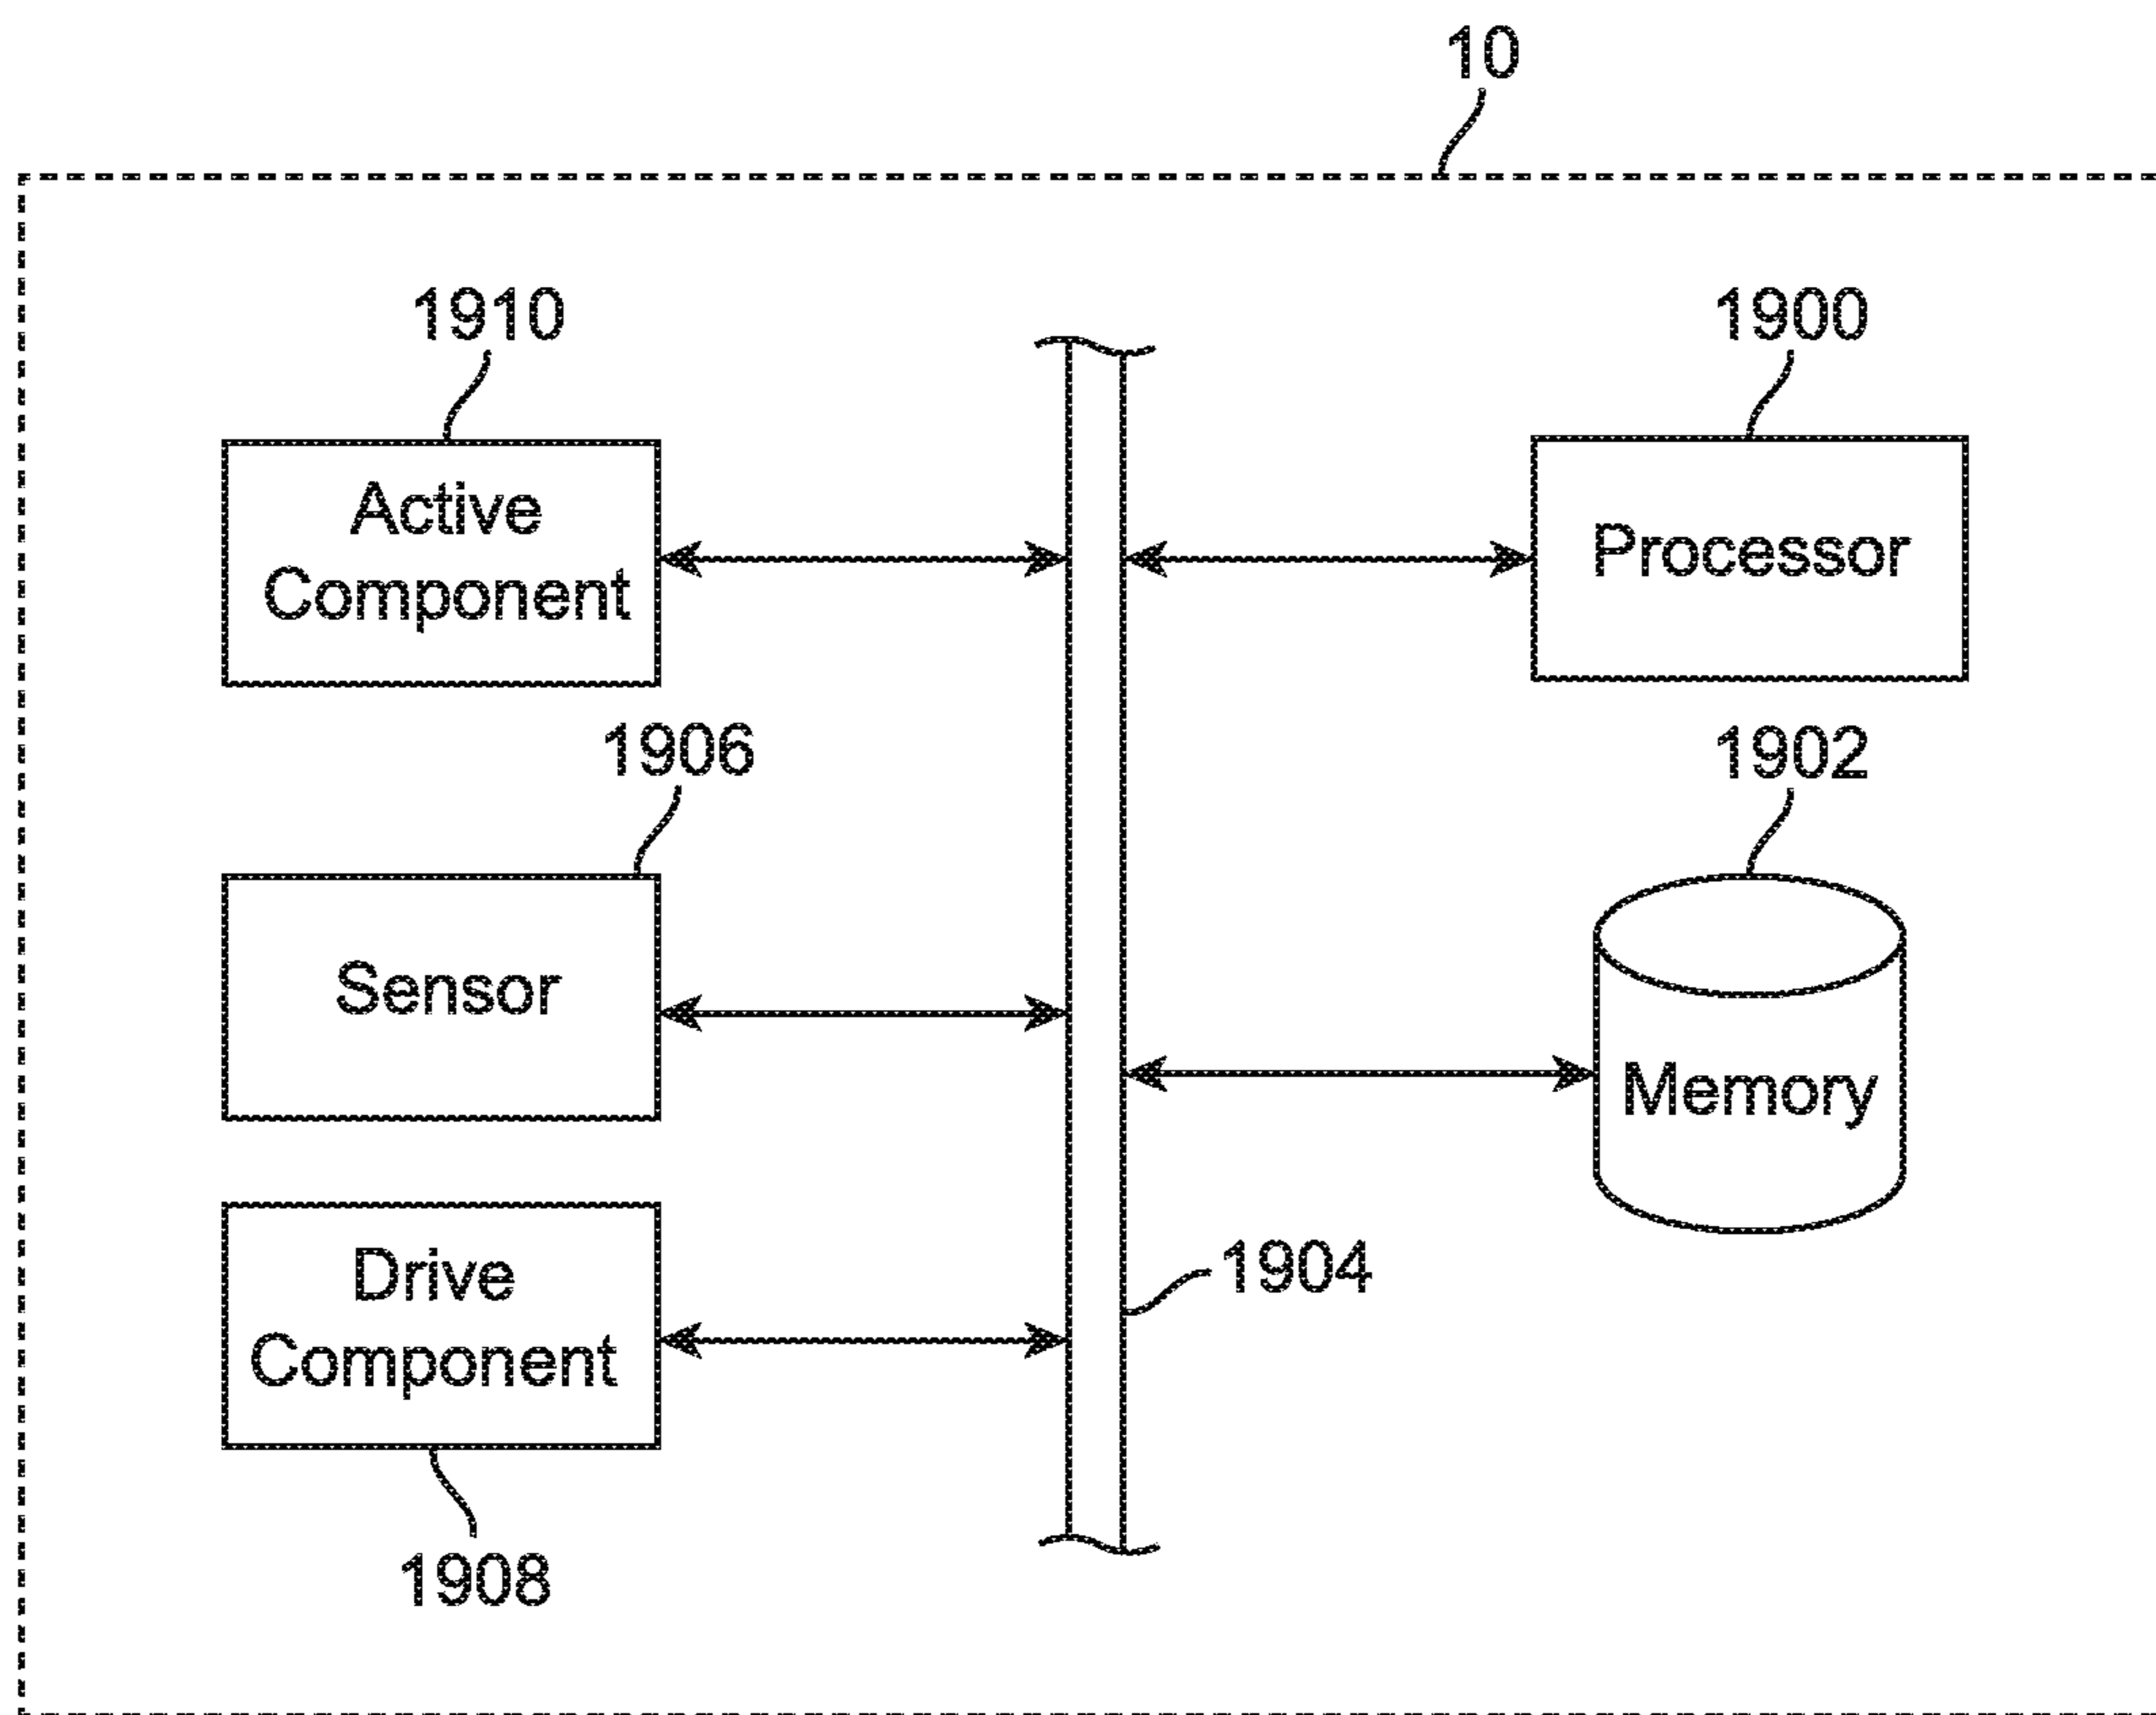 10
1910
1900
Active
Component
Processor
1906
1902
Sensor
Memory
Drive
Component
1904
1908